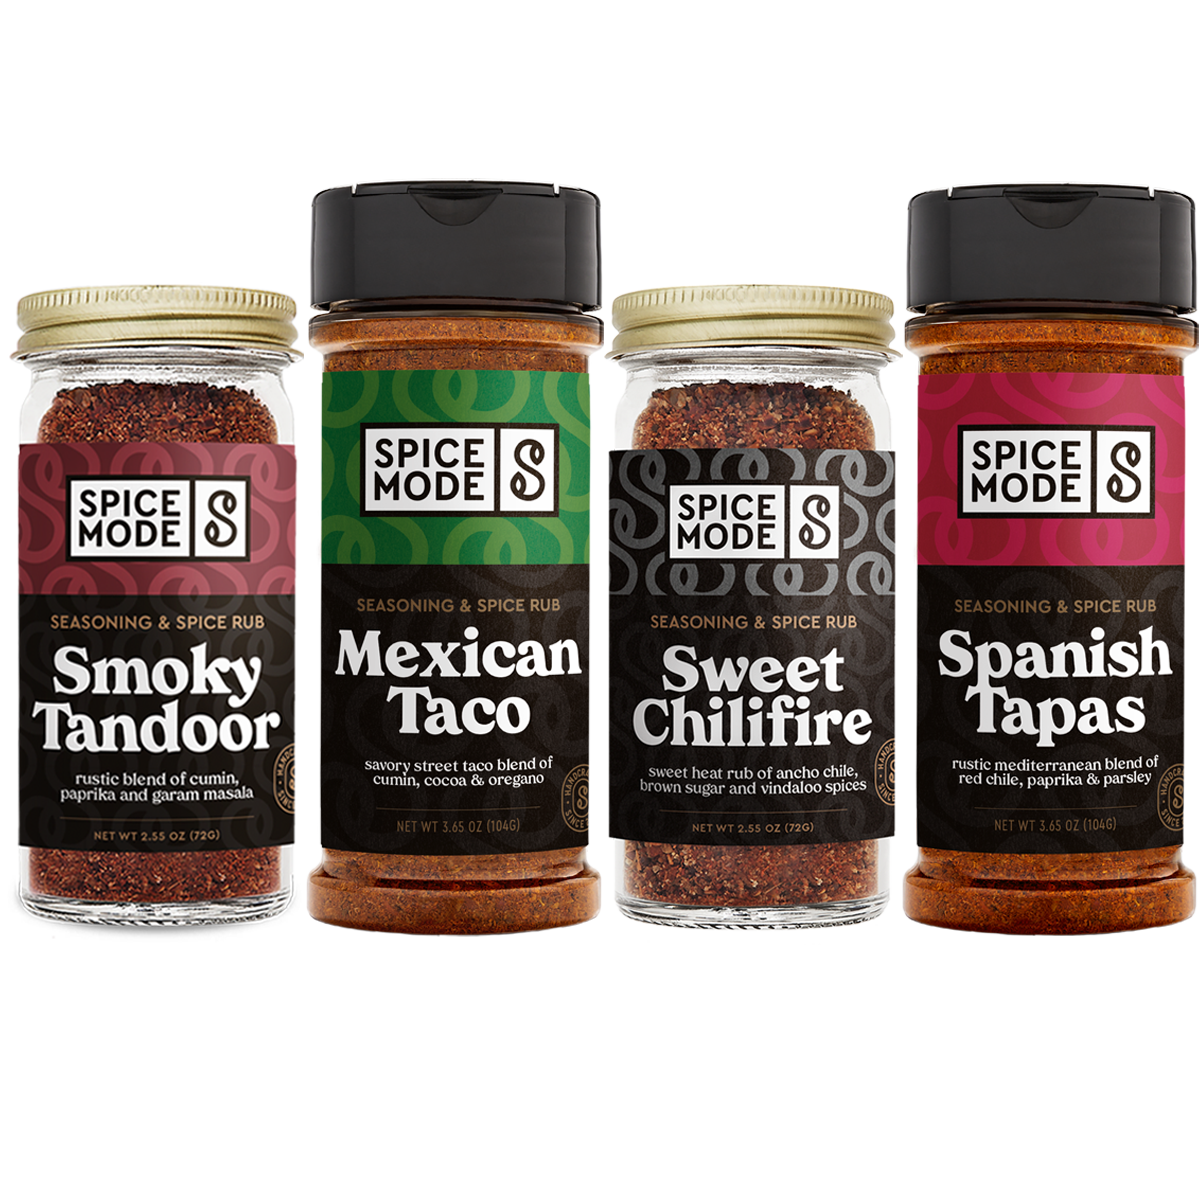 SPICE
MODE
S
SEASONING & SPICE RUB
Smoky
Tandoor
rustic blend of cumin,
paprika and garam masala
NET WT 2.55 OZ (72G)
SPICE
MODE
S
SEASONING & SPICE RUB
Mexican
Taco
savory street taco blend of
cumin, cocoa & oregano
NET WT 3.65 OZ (104G)
SPICE
MODE
S
SEASONING & SPICE RUB
Sweet
Chilifire
sweet heat rub of ancho chile,
brown sugar and vindaloo spices
NET WT 2.55 OZ (72G)
SPICE
MODE
S
SEASONING & SPICE RUB
Spanish
Tapas
rustic mediterranean blend of
red chile, paprika & parsley
NET WT 3.65 OZ (104G)